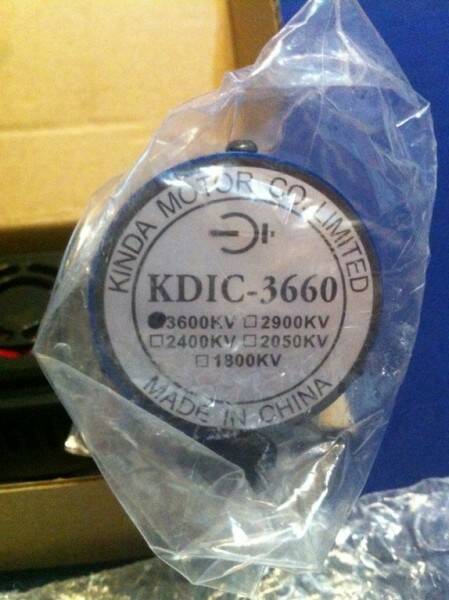 KINDA MOTOR CO. LIMITED
KDIC-3660
3600KV 2900KV
2400KV 2050KV
1800KV
MADE IN CHINA